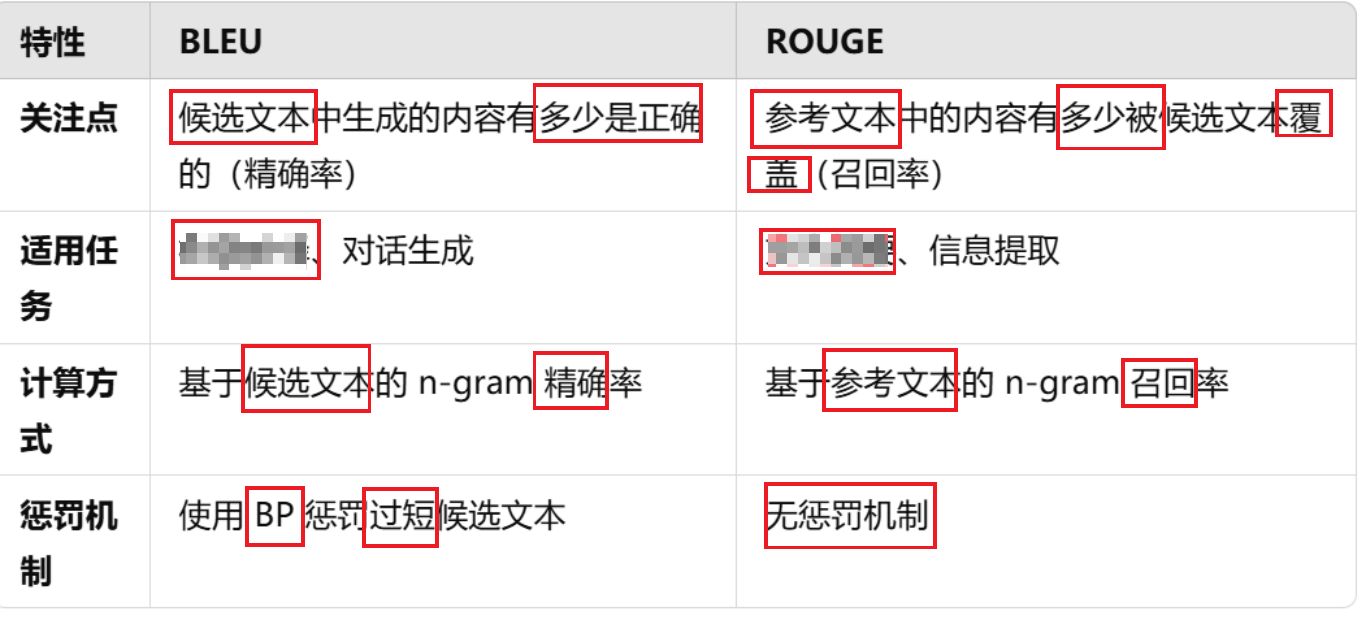 特性 BLEU ROUGE
关注点 候选文本中生成的内容有多少是正确 参考文本中的内容有多少被候选文本覆
的（精确率） 盖（召回率）
适用任 、对话生成 、信息提取
务
计算方 基于候选文本的 n-gram 精确率 基于参考文本的 n-gram 召回率
式
惩罚机 使用 BP 惩罚过短候选文本 无惩罚机制
制